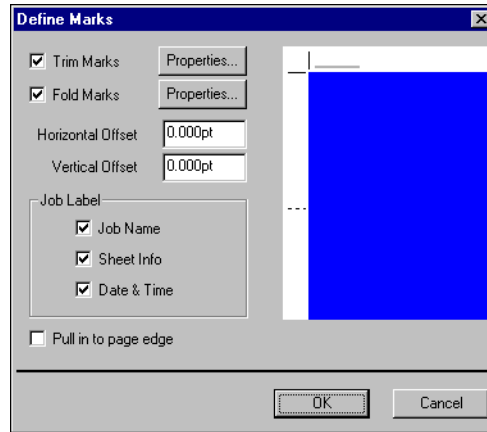 Define Marks
Trim Marks Properties...
Fold Marks Properties...
Horizontal Offset 0.000pt
Vertical Offset 0.000pt
Job Label
Job Name
Sheet Info
Date & Time
Pull in to page edge
OK Cancel